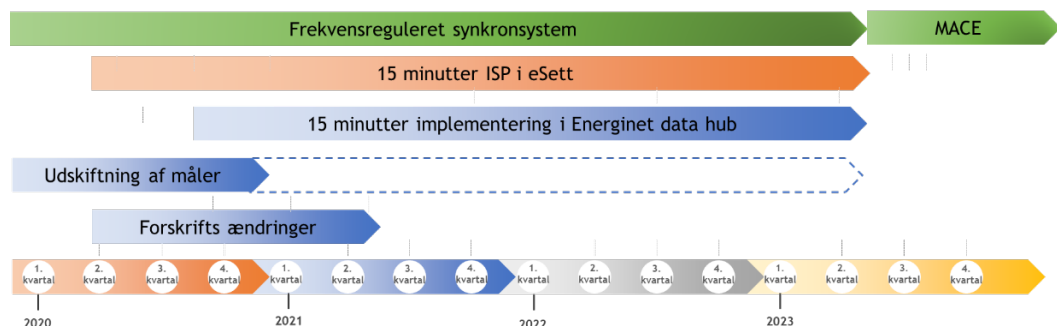 Frekvensreguleret synkronsystem
MACE
15 minutter ISP i eSett
15 minutter implementering i Energinet data hub
Udskiftning af måler
Forskrifts ændringer
1.
kvartal
2.
kvartal
3.
kvartal
4.
kvartal
1.
kvartal
2.
kvartal
3.
kvartal
4.
kvartal
1.
kvartal
2.
kvartal
3.
kvartal
4.
kvartal
1.
kvartal
2.
kvartal
3.
kvartal
4.
kvartal
2020
2021
2022
2023